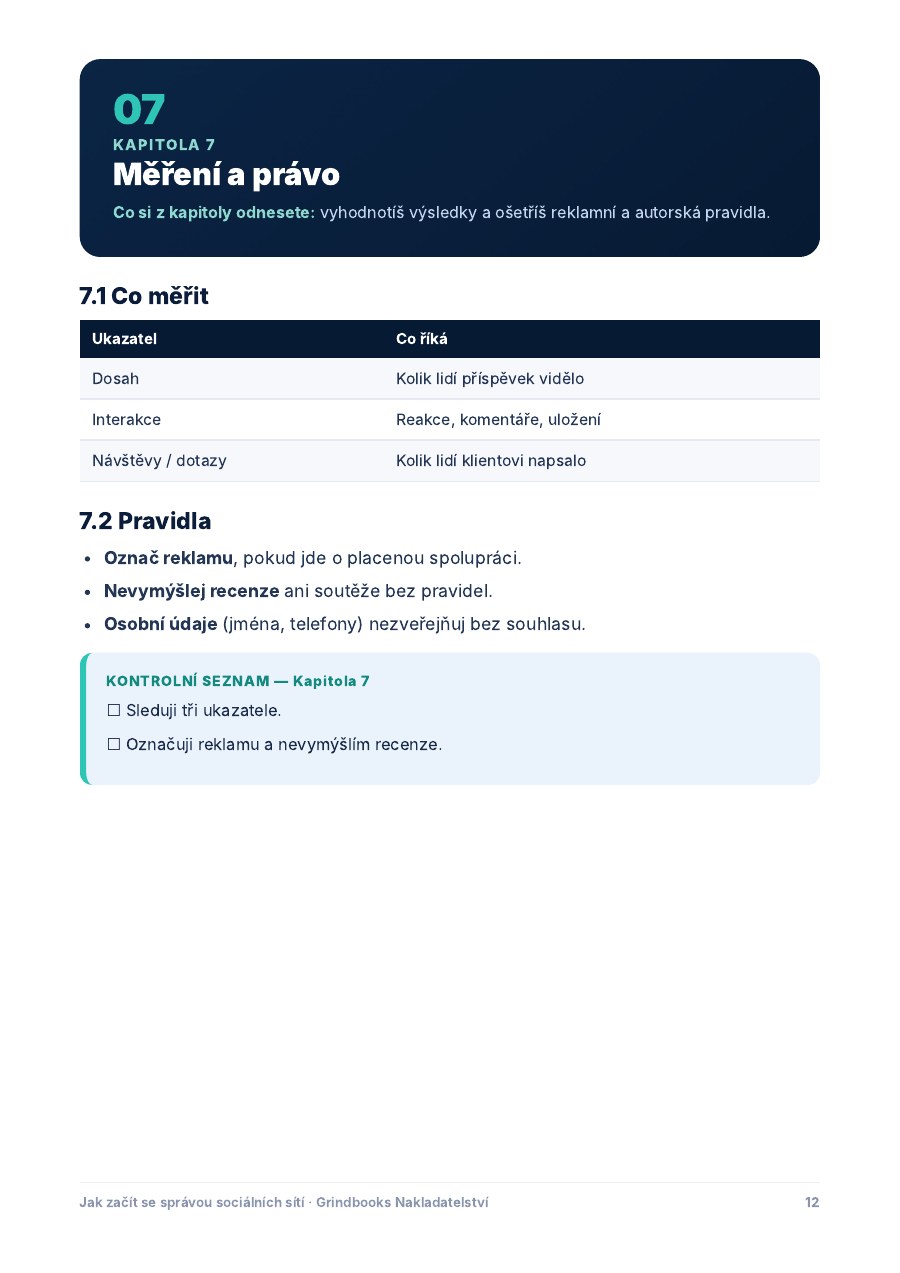 07
KAPITOLA 7
Měření a právo
Co si z kapitoly odnesete: vyhodnotíš výsledky a ošetříš reklamní a autorská pravidla.
7.1 Co měřit
Ukazatel Co říká
Dosah Kolik lidí příspěvek vidělo
Interakce Reakce, komentáře, uložení
Návštěvy / dotazy Kolik lidí klientovi napsalo
7.2 Pravidla
• Označ reklamu, pokud jde o placenou spolupráci.
• Nevymýšlej recenze ani soutěže bez pravidel.
• Osobní údaje (jména, telefony) nezveřejňuj bez souhlasu.
KONTROLNÍ SEZNAM — Kapitola 7
☐ Sleduji tři ukazatele.
☐ Označuji reklamu a nevymýšlím recenze.
Jak začít se správou sociálních sítí · Grindbooks Nakladatelství 12